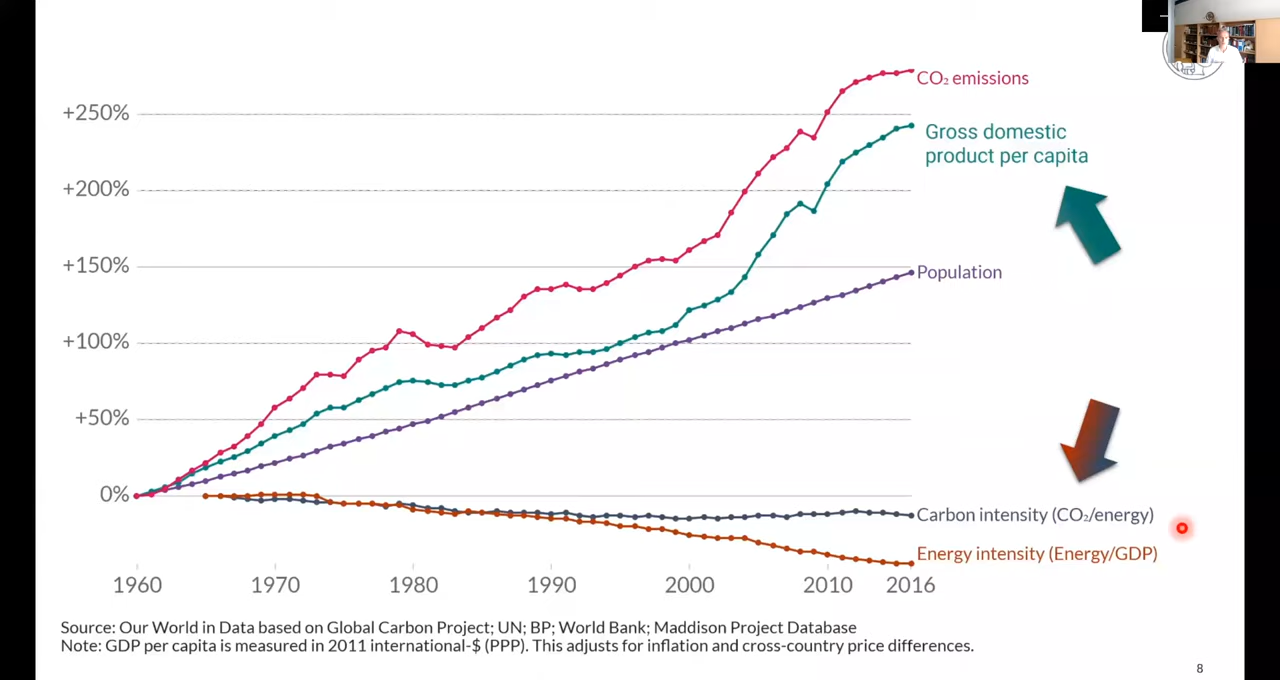 CO₂ emissions
+250%
Gross domestic
product per capita
+200%
+150%
Population
+100%
+50%
0%
Carbon intensity (CO₂/energy)
Energy intensity (Energy/GDP)
1960 1970 1980 1990 2000 2010 2016
Source: Our World in Data based on Global Carbon Project; UN; BP; World Bank; Maddison Project Database
Note: GDP per capita is measured in 2011 international-$ (PPP). This adjusts for inflation and cross-country price differences.
8